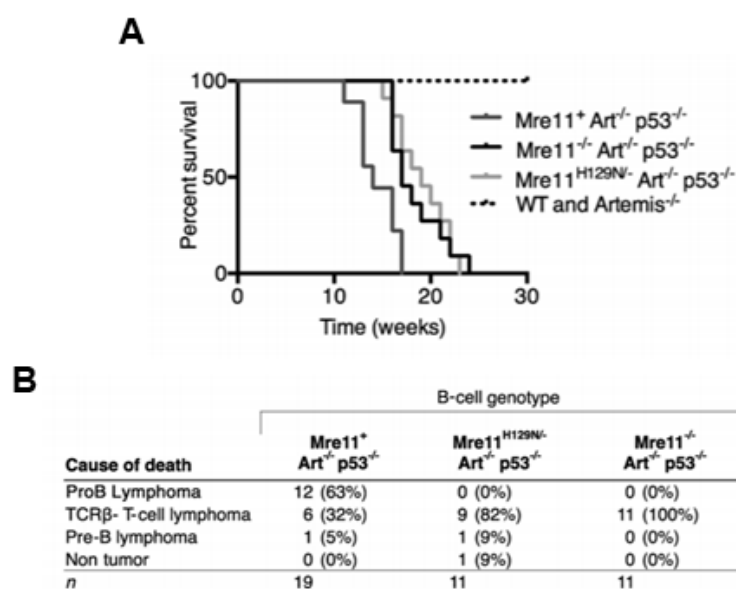 A
100
50
0
Percent survival
0 10 20 30
Time (weeks)
Mre11⁺ Art⁻/⁻ p53⁻/⁻
Mre11⁻/⁻ Art⁻/⁻ p53⁻/⁻
Mre11ᴴ¹²⁹ᴺ/⁻ Art⁻/⁻ p53⁻/⁻
WT and Artemis⁻/⁻
B
B-cell genotype
Mre11⁺ Mre11ᴴ¹²⁹ᴺ/⁻ Mre11⁻/⁻
Cause of death Art⁻/⁻ p53⁻/⁻ Art⁻/⁻ p53⁻/⁻ Art⁻/⁻ p53⁻/⁻
ProB Lymphoma 12 (63%) 0 (0%) 0 (0%)
TCRβ- T-cell lymphoma 6 (32%) 9 (82%) 11 (100%)
Pre-B lymphoma 1 (5%) 1 (9%) 0 (0%)
Non tumor 0 (0%) 1 (9%) 0 (0%)
n 19 11 11